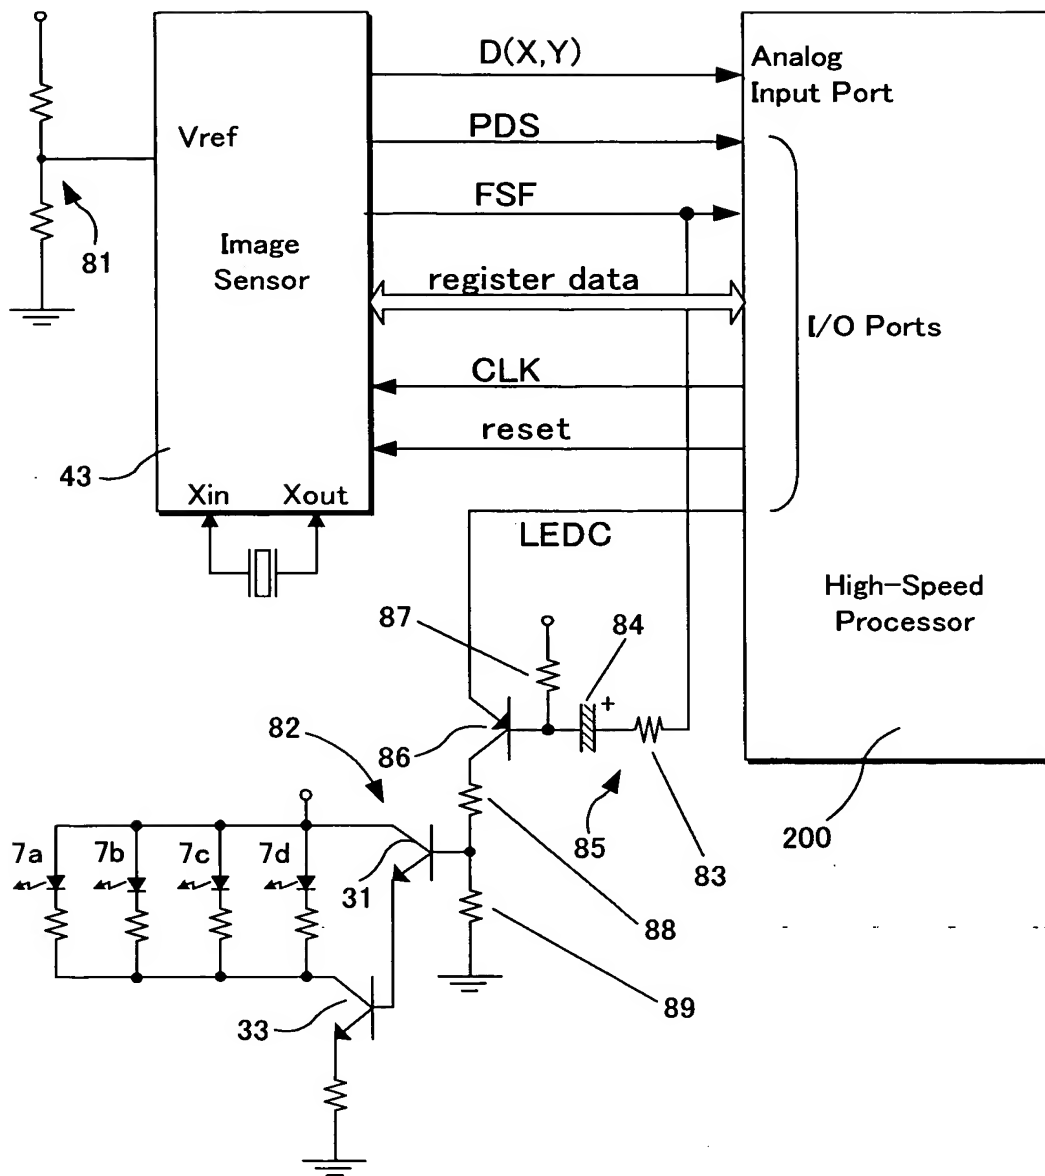 D(X,Y)
Analog
Input Port
PDS
Vref
FSF
81
Image
Sensor
register data
I/O Ports
CLK
reset
43
Xin
Xout
LEDC
High-Speed
Processor
87
84
+
82
86
7a
7b
7c
7d
85
200
31
83
88
33
89